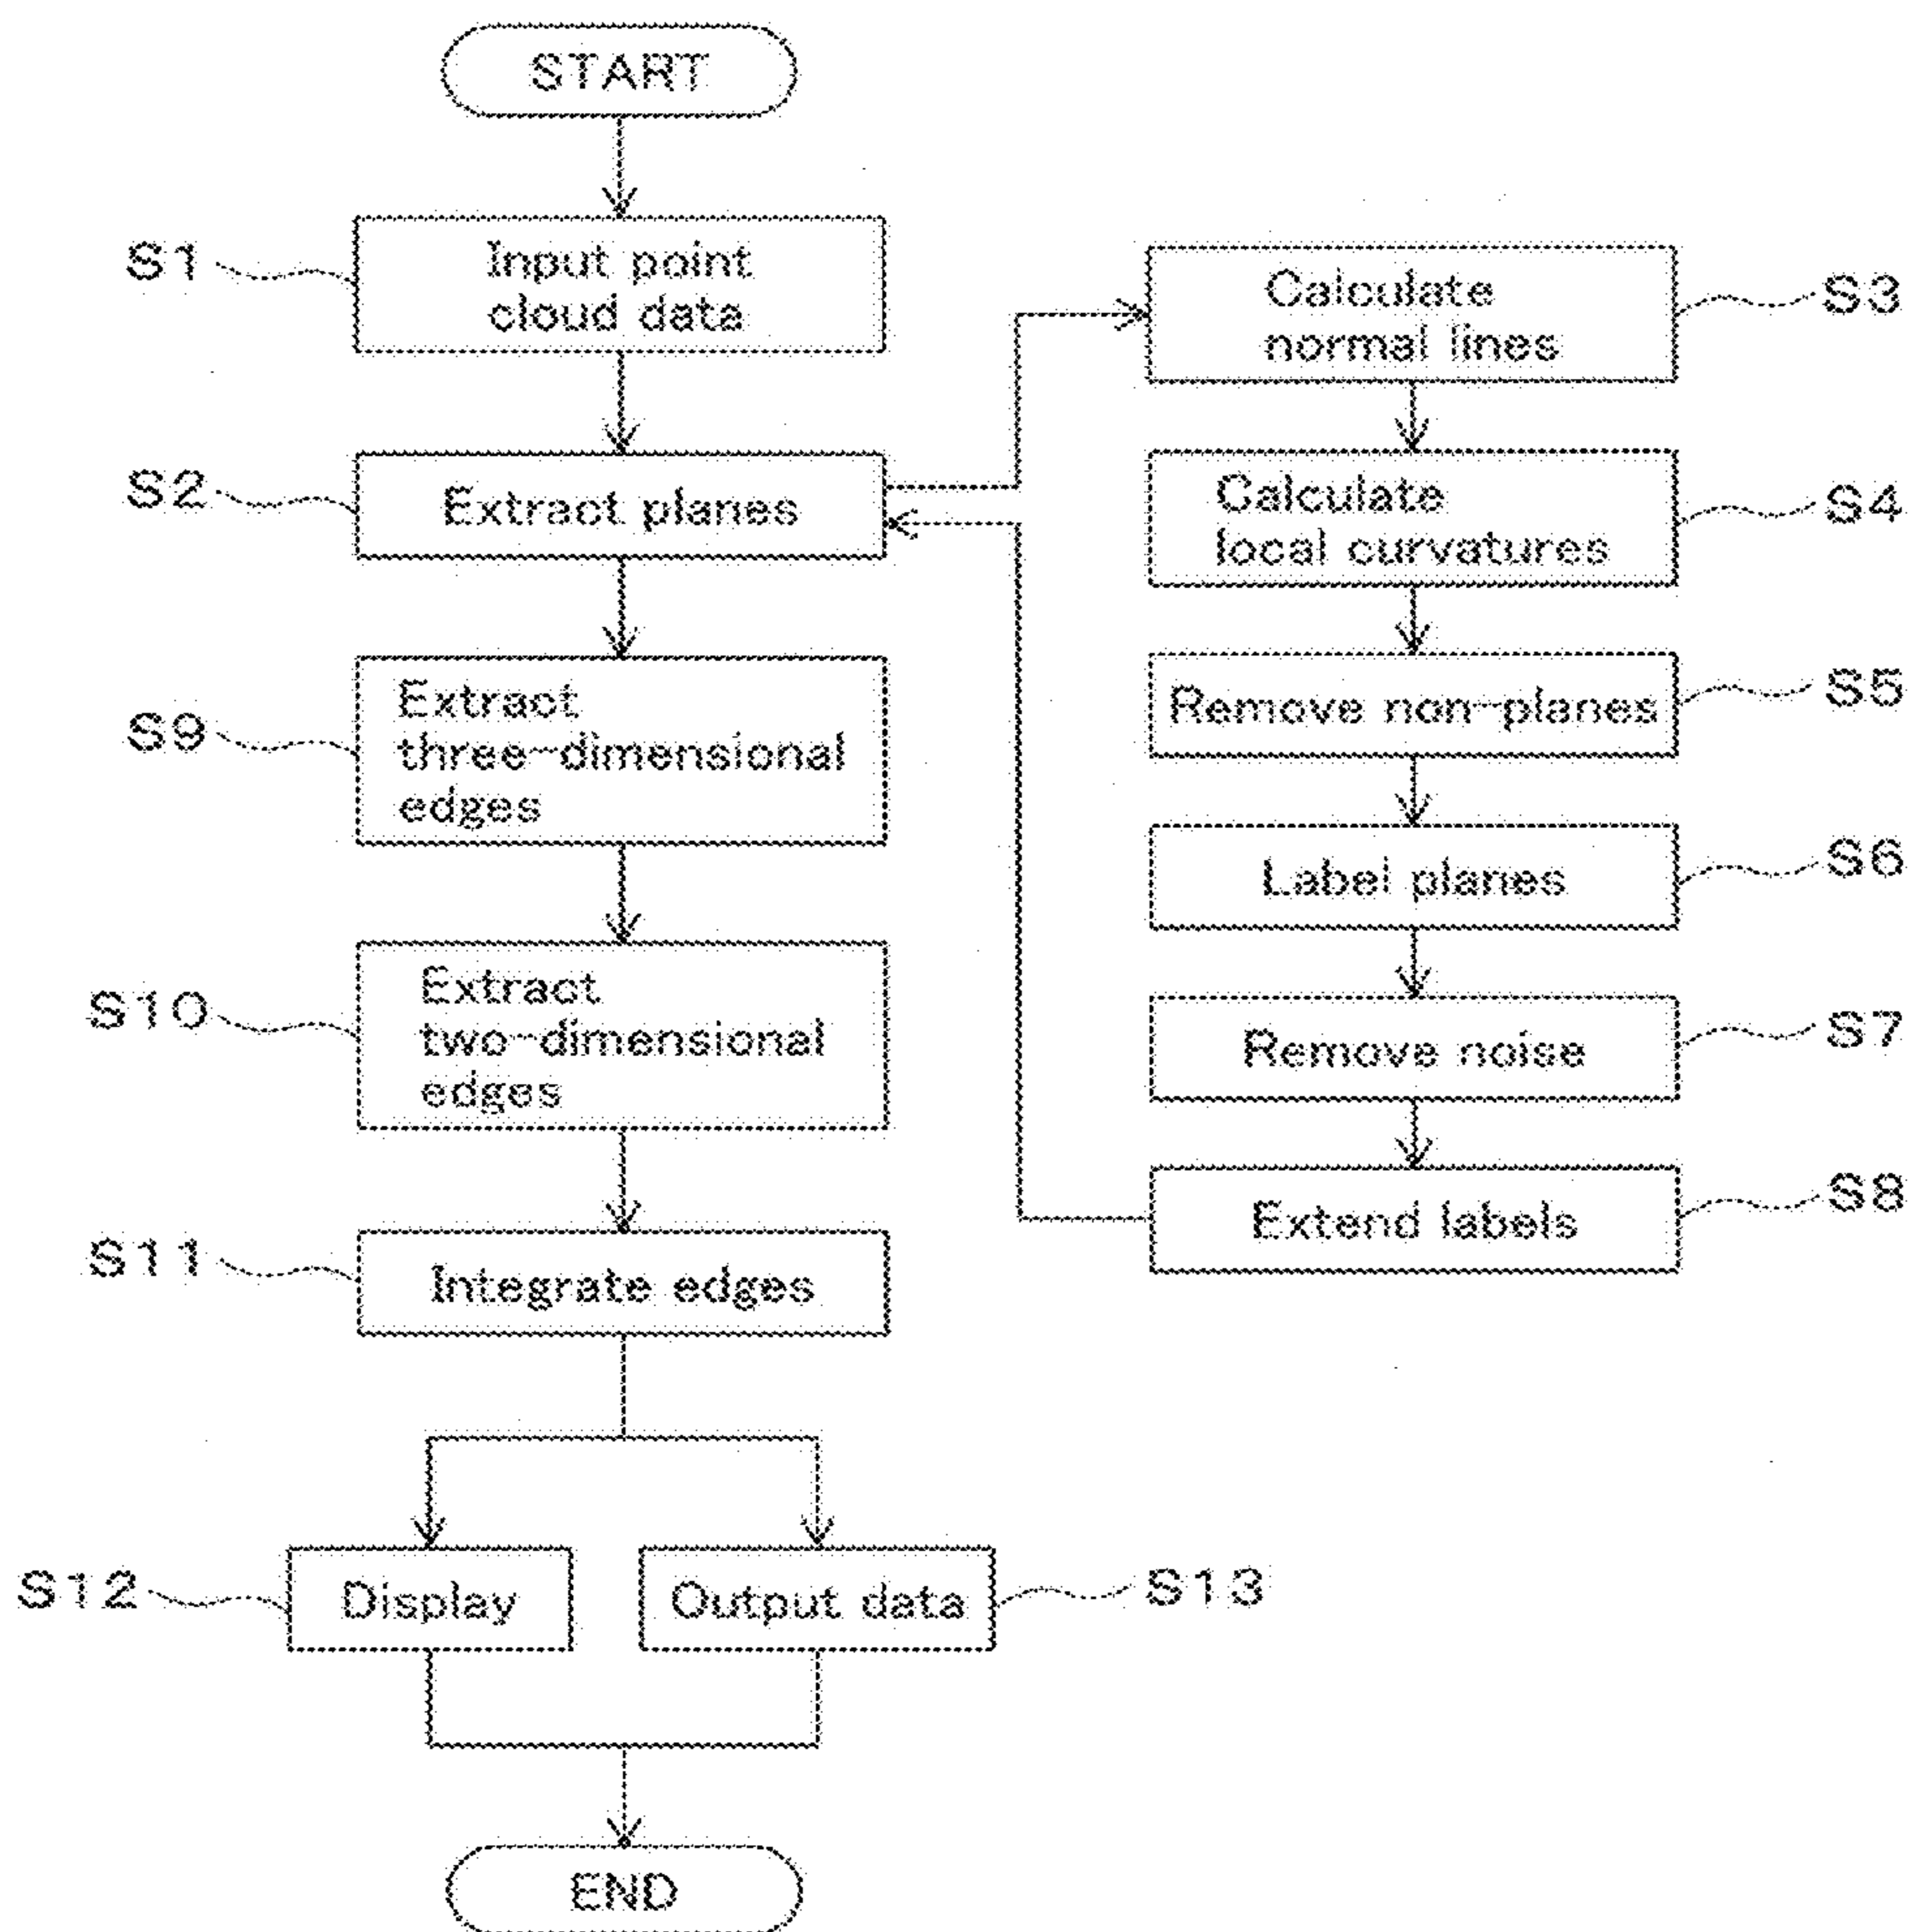 START
S1
Input point
cloud data
S2
Extract planes
S3
Calculate
normal lines
S4
Calculate
local curvatures
S5
Remove non-planes
S6
Label planes
S7
Remove noise
S8
Extend labels
S9
Extract
three-dimensional
edges
S10
Extract
two-dimensional
edges
S11
Integrate edges
S12
Display
Output data
S13
END